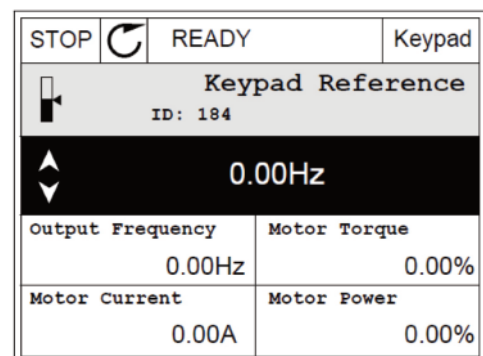 STOP READY Keypad
Keypad Reference
ID: 184
0.00Hz
Output Frequency Motor Torque
0.00Hz 0.00%
Motor Current Motor Power
0.00A 0.00%